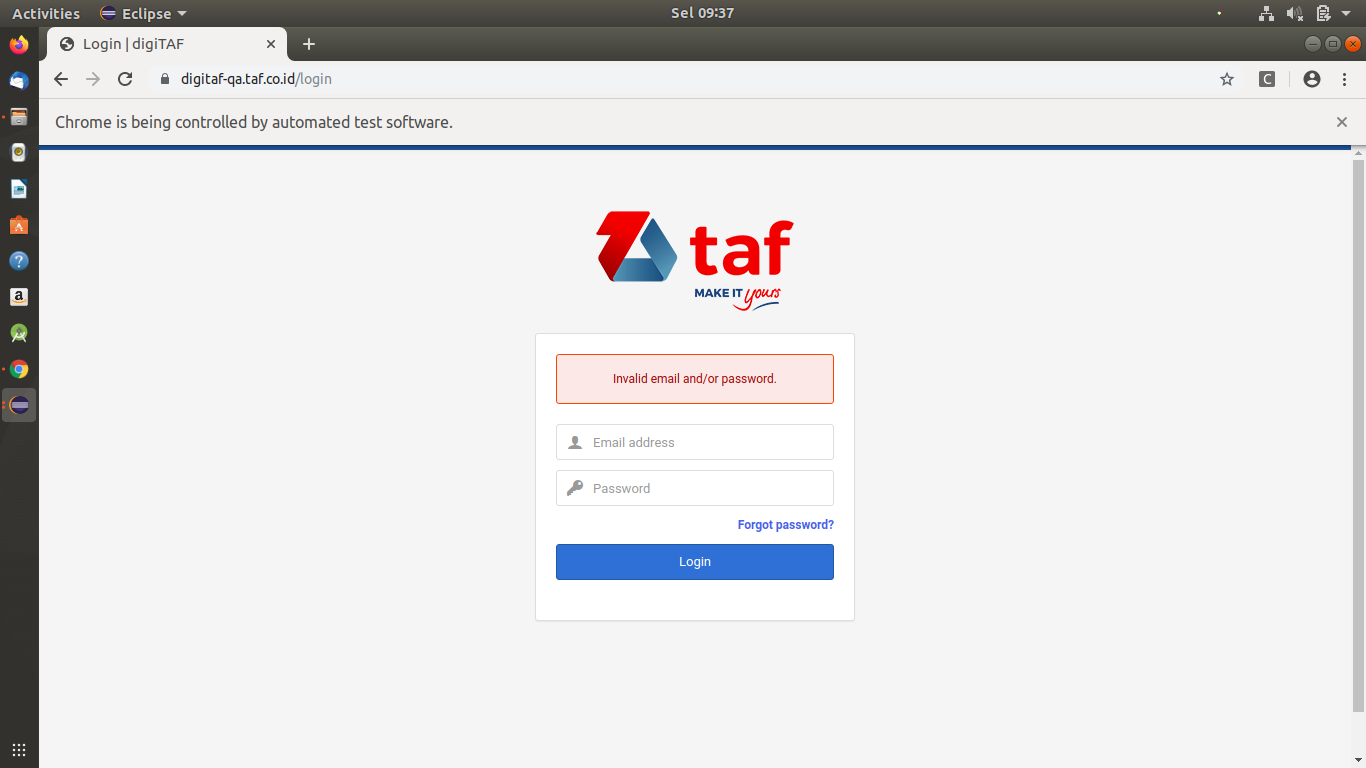 Activities Eclipse Sel 09:37
Login | digiTAF
digitaf-qa.taf.co.id/login C
Chrome is being controlled by automated test software.
taf
MAKE IT yours
Invalid email and/or password.
Email address
Password
Forgot password?
Login